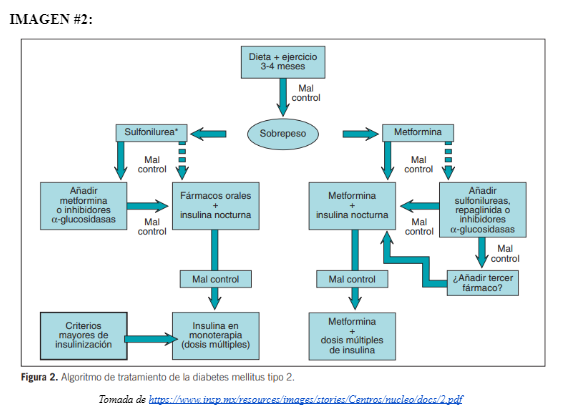 IMAGEN #2:
Dieta + ejercicio
3-4 meses
Mal
control
Sulfonilurea*
Sobrepeso
Metformina
Mal
control
Mal
control
Añadir
metformina
o inhibidores
α-glucosidasas
Mal
control
Fármacos orales
+
insulina nocturna
Metformina
+
insulina nocturna
Mal
control
Añadir
sulfonilureas,
repaglinida o
inhibidores
α-glucosidasas
Mal
control
Mal control
Mal control
¿Añadir tercer
fármaco?
Criterios
mayores de
insulinización
Insulina en
monoterapia
(dosis múltiples)
Metformina
+
dosis múltiples
de insulina
Figura 2. Algoritmo de tratamiento de la diabetes mellitus tipo 2.
Tomada de https://www.insp.mx/resources/images/stories/Centros/nucleo/docs/2.pdf